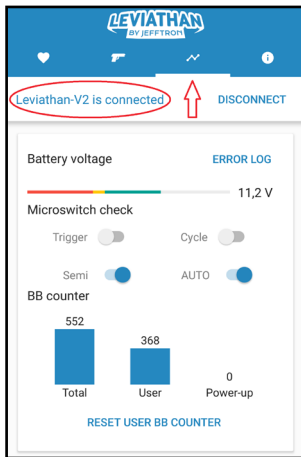 LEVIATHAN
BY JEFFTRON
Leviathan-V2 is connected DISCONNECT
Battery voltage ERROR LOG
11,2 V
Microswitch check
Trigger Cycle
Semi AUTO
BB counter
552 368 0
Total User Power-up
RESET USER BB COUNTER